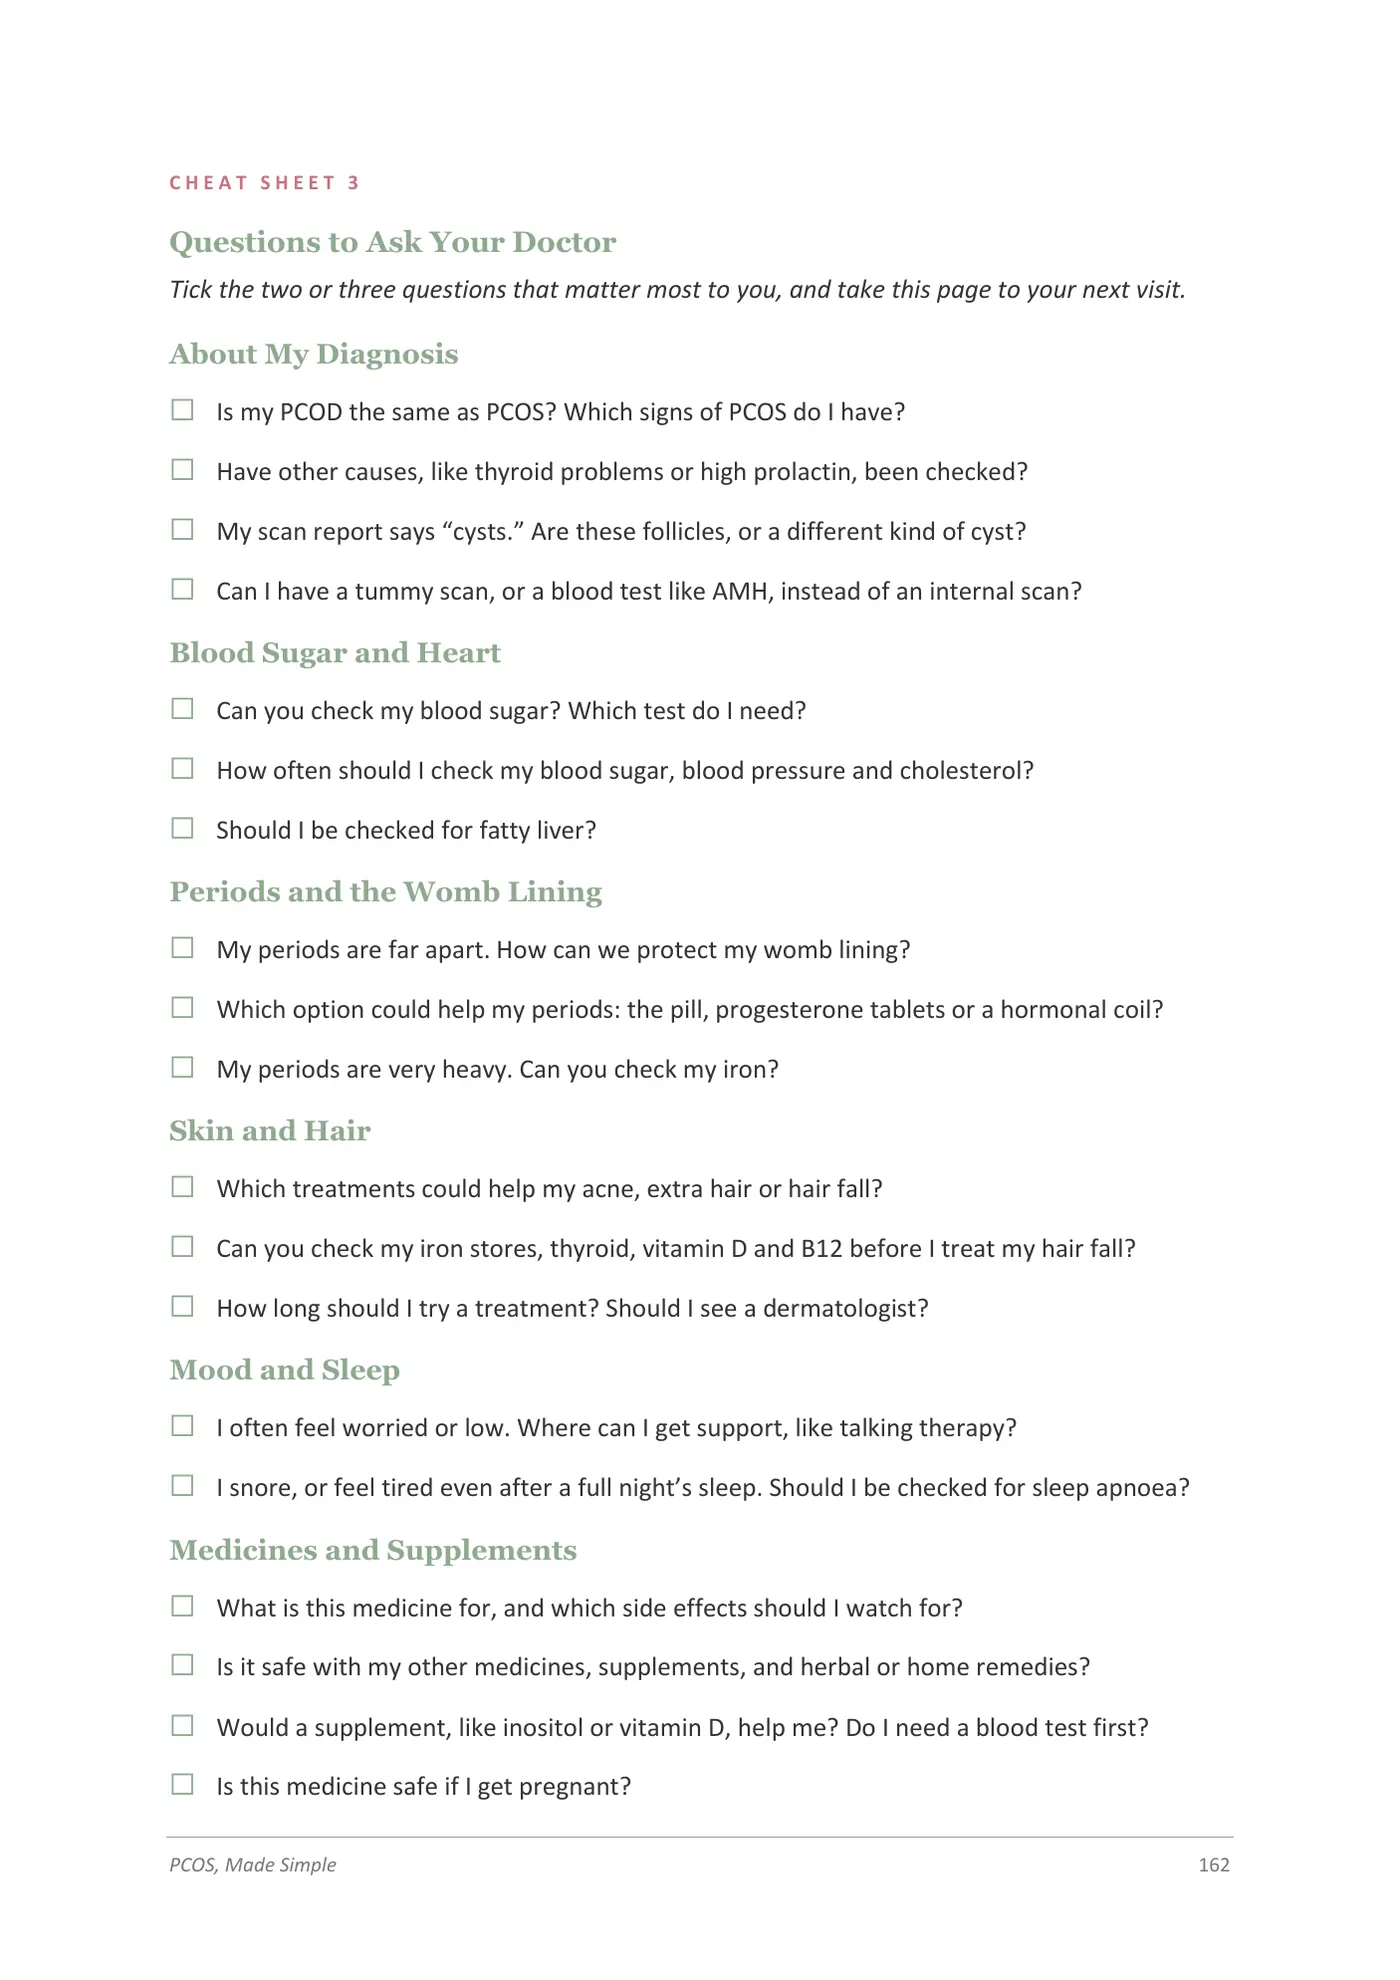 CHEAT SHEET 3
Questions to Ask Your Doctor
Tick the two or three questions that matter most to you, and take this page to your next visit.
About My Diagnosis
☐ Is my PCOD the same as PCOS? Which signs of PCOS do I have?
☐ Have other causes, like thyroid problems or high prolactin, been checked?
☐ My scan report says “cysts.” Are these follicles, or a different kind of cyst?
☐ Can I have a tummy scan, or a blood test like AMH, instead of an internal scan?
Blood Sugar and Heart
☐ Can you check my blood sugar? Which test do I need?
☐ How often should I check my blood sugar, blood pressure and cholesterol?
☐ Should I be checked for fatty liver?
Periods and the Womb Lining
☐ My periods are far apart. How can we protect my womb lining?
☐ Which option could help my periods: the pill, progesterone tablets or a hormonal coil?
☐ My periods are very heavy. Can you check my iron?
Skin and Hair
☐ Which treatments could help my acne, extra hair or hair fall?
☐ Can you check my iron stores, thyroid, vitamin D and B12 before I treat my hair fall?
☐ How long should I try a treatment? Should I see a dermatologist?
Mood and Sleep
☐ I often feel worried or low. Where can I get support, like talking therapy?
☐ I snore, or feel tired even after a full night’s sleep. Should I be checked for sleep apnoea?
Medicines and Supplements
☐ What is this medicine for, and which side effects should I watch for?
☐ Is it safe with my other medicines, supplements, and herbal or home remedies?
☐ Would a supplement, like inositol or vitamin D, help me? Do I need a blood test first?
☐ Is this medicine safe if I get pregnant?
PCOS, Made Simple 162